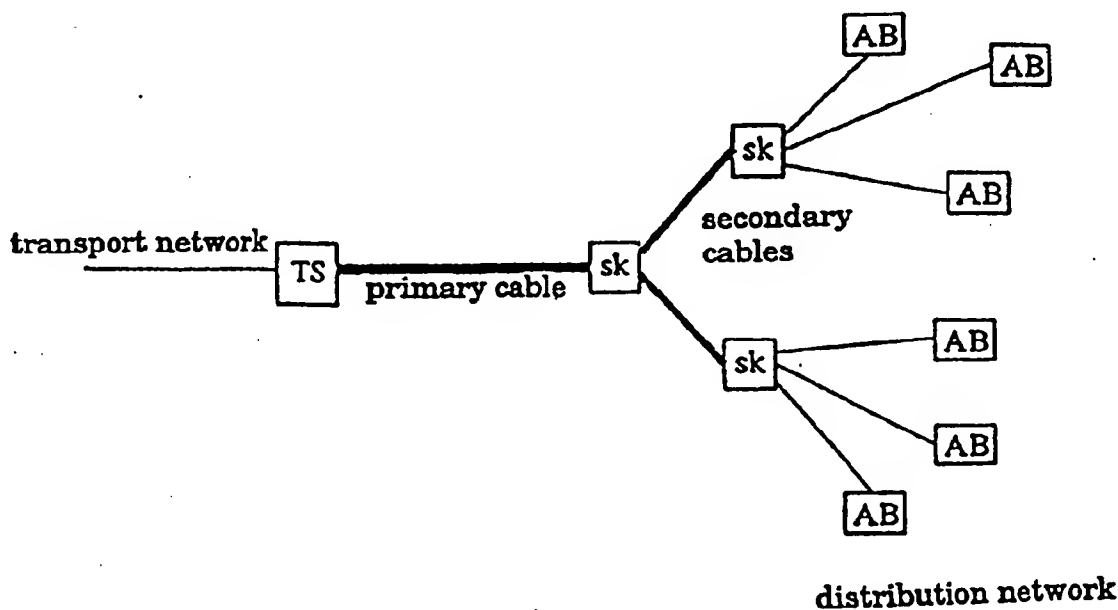 AB
AB
sk
AB
secondary
cables
transport network
TS
primary cable
sk
AB
sk
AB
AB
distribution network